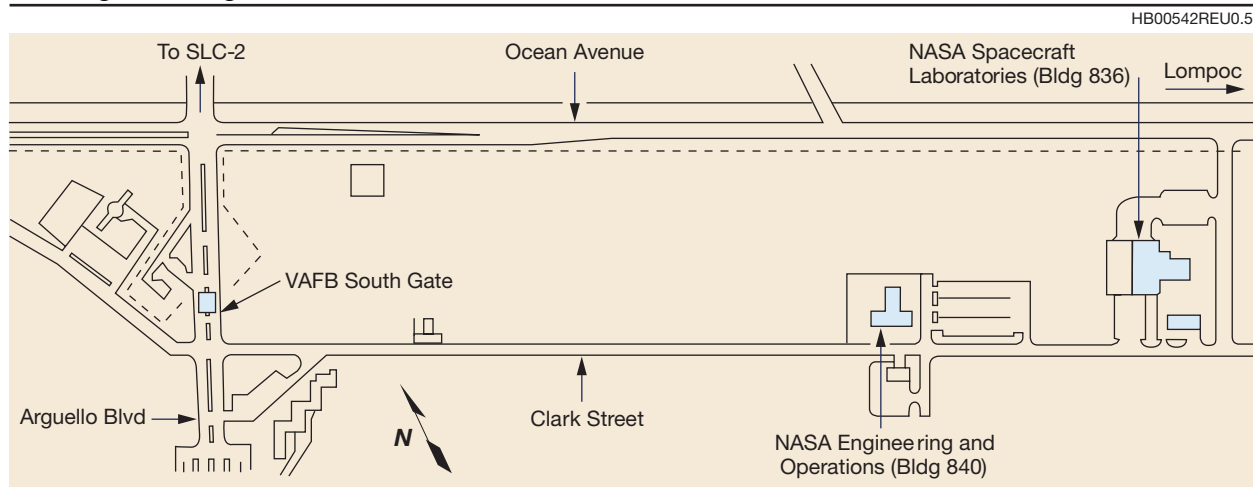 HB00542REU0.5
To SLC-2
Ocean Avenue
NASA Spacecraft
Laboratories (Bldg 836)
Lompoc
VAFB South Gate
Arguello Blvd
N
Clark Street
NASA Engineering and
Operations (Bldg 840)